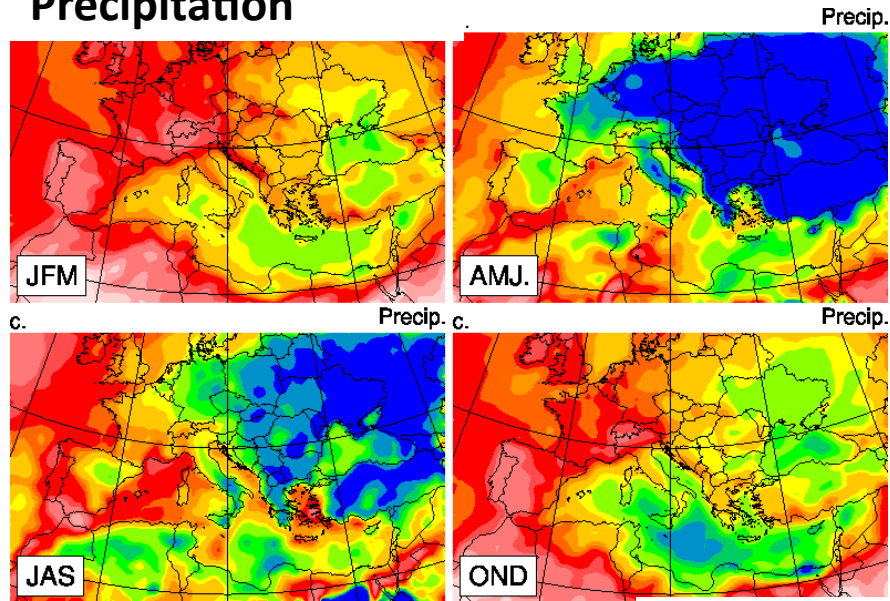 Precipitation
Precip.
JFM
AMJ.
c.
Precip.
c.
Precip.
JAS
OND